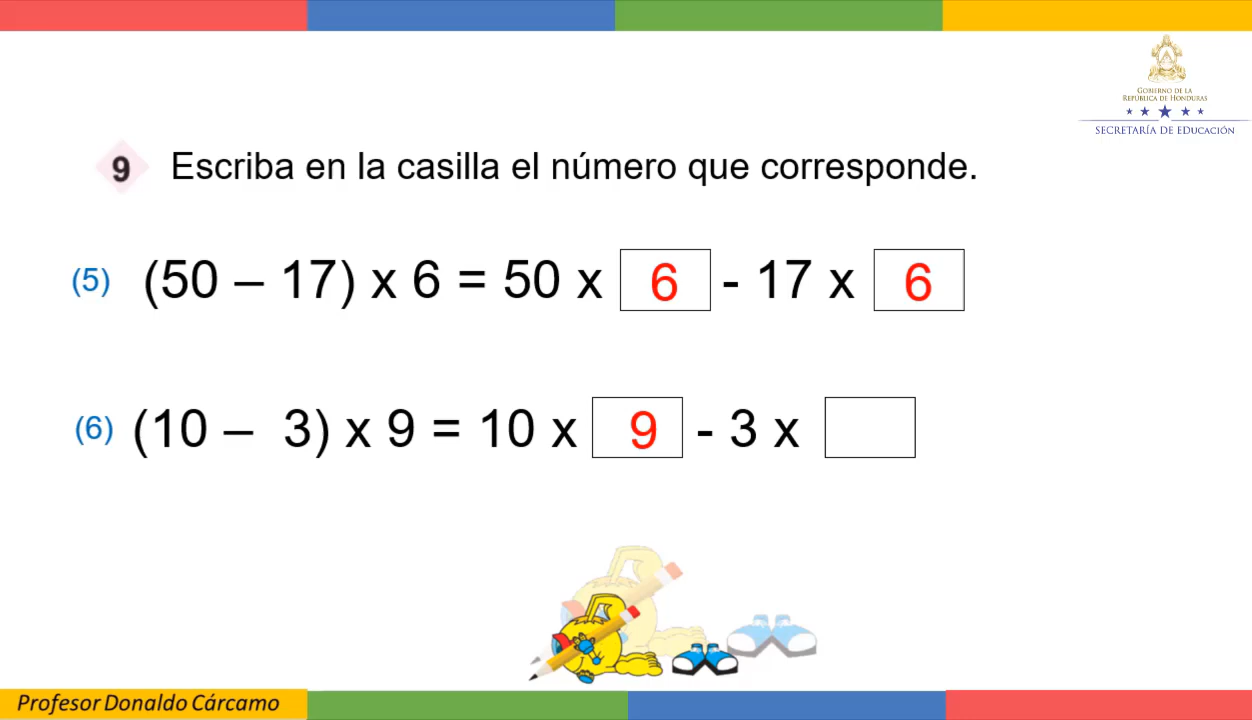 GOBIERNO DE LA
REPÚBLICA DE HONDURAS
SECRETARÍA DE EDUCACIÓN
9 Escriba en la casilla el número que corresponde.
(5) (50 – 17) x 6 = 50 x 6 - 17 x 6
(6) (10 – 3) x 9 = 10 x 9 - 3 x
Profesor Donaldo Cárcamo